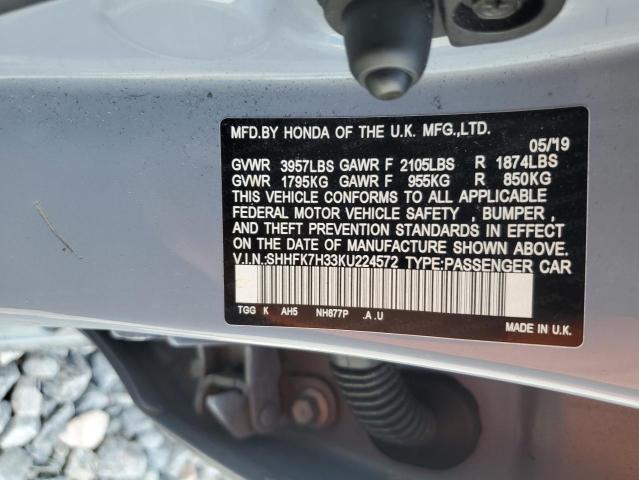 MFD.BY HONDA OF THE U.K. MFG.,LTD.
05/19
GVWR 3957LBS GAWR F 2105LBS R 1874LBS
GVWR 1795KG GAWR F 955KG R 850KG
THIS VEHICLE CONFORMS TO ALL APPLICABLE
FEDERAL MOTOR VEHICLE SAFETY , BUMPER ,
AND THEFT PREVENTION STANDARDS IN EFFECT
ON THE DATE OF MANUFACTURE SHOWN ABOVE.
V.I.N.:SHHFK7H33KU224572 TYPE:PASSENGER CAR
TGG K AH5 NH877P .A .U
MADE IN U.K.